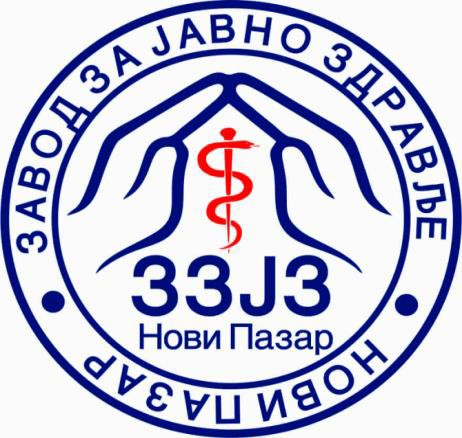 ЗАВОД ЗА ЈАВНО ЗДРАВЉЕ
ЗЗЈЗ
Нови Пазар
НОВИ ПАЗАР